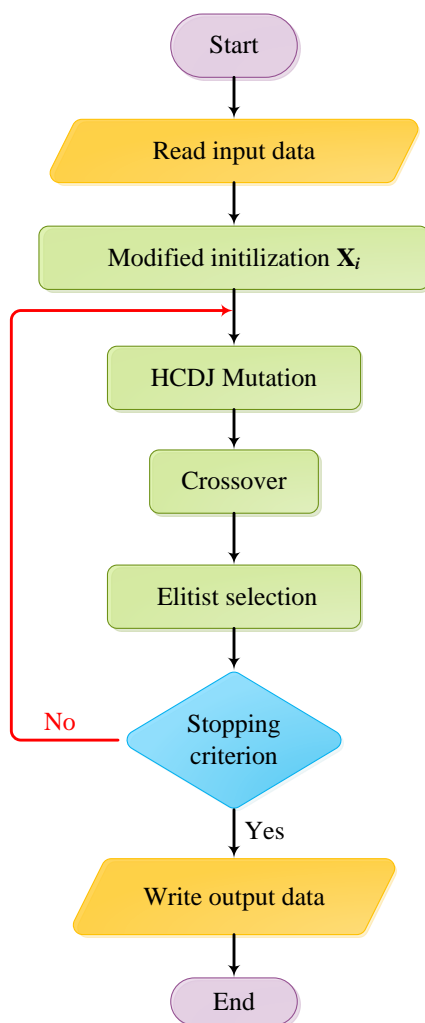 Start
Read input data
Modified initilization Xi
HCDJ Mutation
Crossover
Elitist selection
No
Stopping
criterion
Yes
Write output data
End